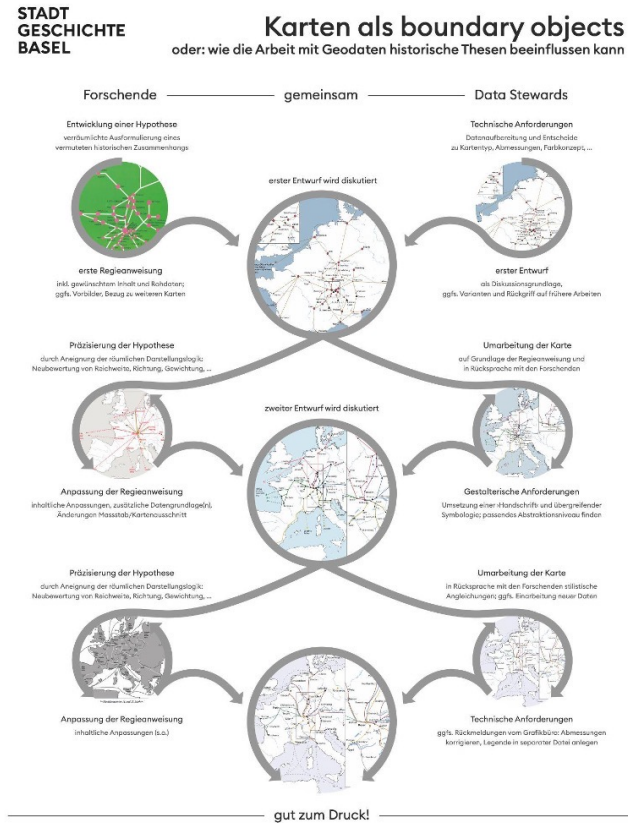 STADT
GESCHICHTE
BASEL
Karten als boundary objects
oder: wie die Arbeit mit Geodaten historische Thesen beeinflussen kann
Forschende
gemeinsam
Data Stewards
Entwicklung einer Hypothese
verräumlichte Ausformulierung eines
vermuteten historischen Zusammenhangs
Technische Anforderungen
Datenaufbereitung und Entscheide
zu Kartentyp, Abmessungen, Farbkonzept, ...
erster Entwurf wird diskutiert
erste Regieanweisung
inkl. gewünschtem Inhalt und Rohdaten;
ggfs. Vorbilder, Bezug zu weiteren Karten
erster Entwurf
als Diskussionsgrundlage,
ggfs. Varianten und Rückgriff auf frühere Arbeiten
Präzisierung der Hypothese
durch Aneignung der räumlichen Darstellungslogik:
Neubewertung von Reichweite, Richtung, Gewichtung, ...
Umarbeitung der Karte
auf Grundlage der Regieanweisung und
in Rücksprache mit den Forschenden
zweiter Entwurf wird diskutiert
Anpassung der Regieanweisung
inhaltliche Anpassungen, zusätzliche Datengrundlage(n),
Änderungen Massstab/Kartenausschnitt
Gestalterische Anforderungen
Umsetzung einer ›Handschrift‹ und übergreifender
Symbologie; passendes Abstraktionsniveau finden
Präzisierung der Hypothese
durch Aneignung der räumlichen Darstellungslogik:
Neubewertung von Reichweite, Richtung, Gewichtung, ...
Umarbeitung der Karte
in Rücksprache mit den Forschenden stilistische
Angleichungen; ggfs. Einarbeitung neuer Daten
Anpassung der Regieanweisung
inhaltliche Anpassungen (s.o.)
Technische Anforderungen
ggfs. Rückmeldungen vom Grafikbüro: Abmessungen
korrigieren, Legende in separater Datei anlegen
gut zum Druck!